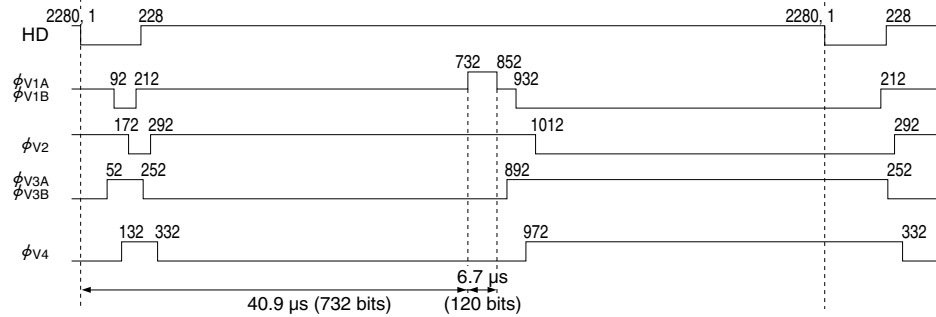 2280, 1 228 2280, 1 228
HD
732 852
ϕV1A 92 212 932 212
ϕV1B
172 292 1012 292
ϕV2
52 252 892 252
ϕV3A
ϕV3B
132 332 972 332
ϕV4
6.7 µs
40.9 µs (732 bits) (120 bits)